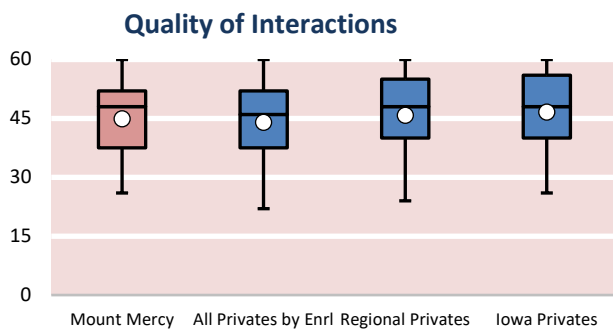 Quality of Interactions
60
45
30
15
0
Mount Mercy
All Privates by Enrl
Regional Privates
Iowa Privates